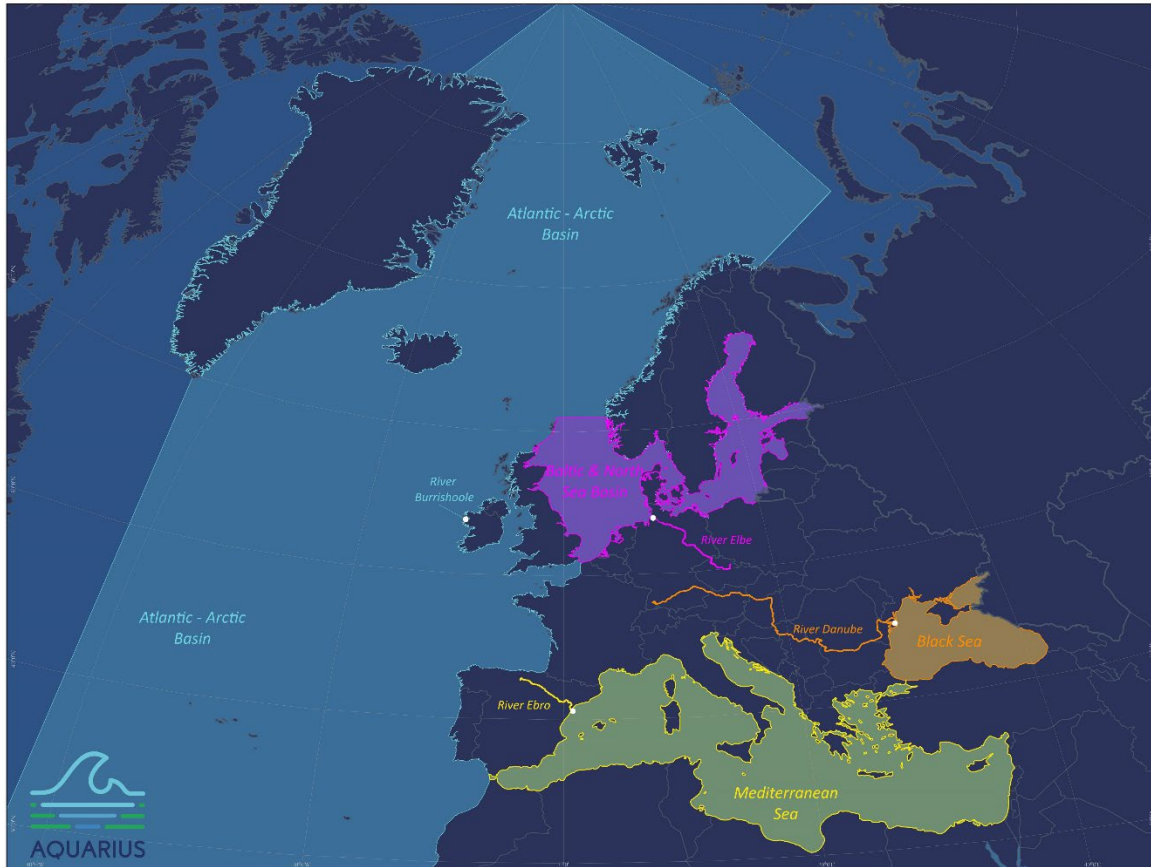 Atlantic - Arctic
Basin
River
Burrishoole
Baltic & North
Sea Basin
River Elbe
Atlantic - Arctic
Basin
River Danube
Black Sea
River Ebro
Mediterranean
Sea
AQUARIUS